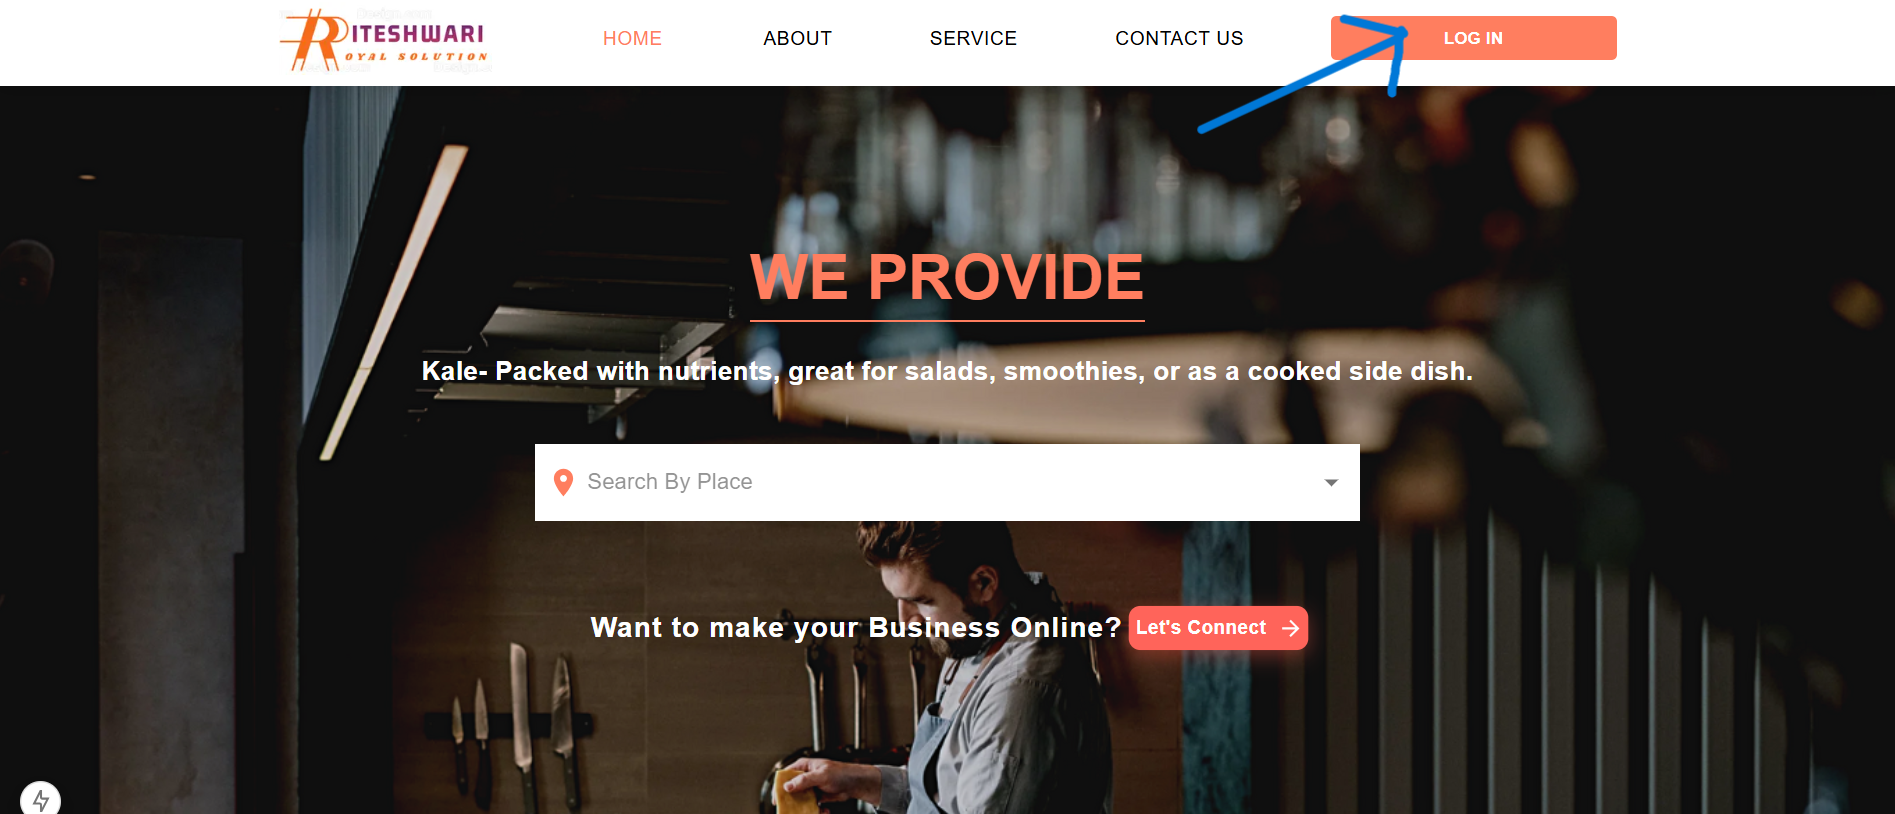 RITESHWARI
ROYAL SOLUTION
HOME
ABOUT
SERVICE
CONTACT US
LOG IN
WE PROVIDE
Kale- Packed with nutrients, great for salads, smoothies, or as a cooked side dish.
Search By Place
Want to make your Business Online?
Let's Connect